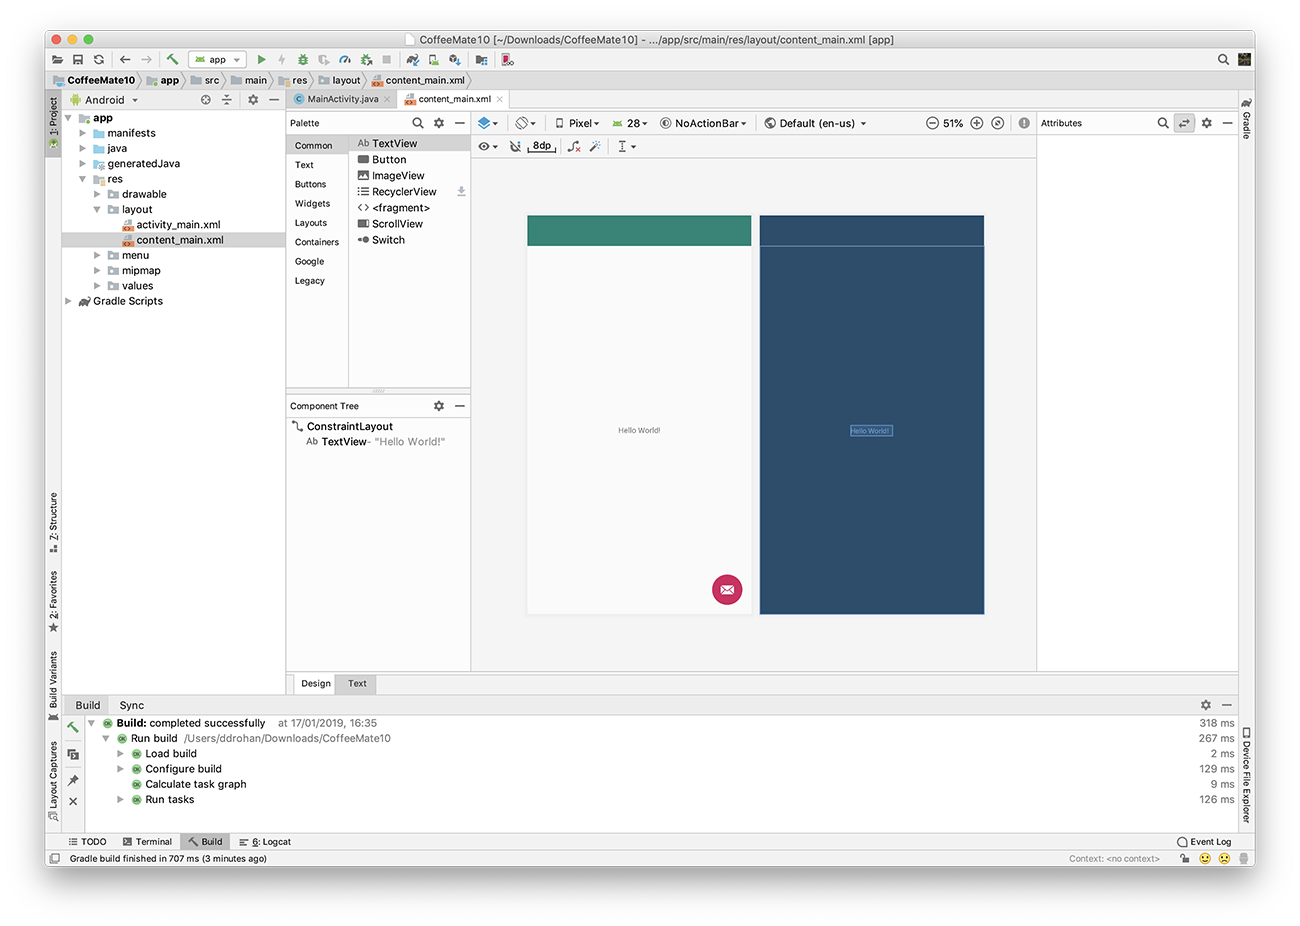 CoffeeMate10 [~/Downloads/CoffeeMate10] - .../app/src/main/res/layout/content_main.xml [app]
app
CoffeeMate10 app src main res layout content_main.xml
1: Project
Android
MainActivity.java
content_main.xml
app
manifests
java
generatedJava
res
drawable
layout
activity_main.xml
content_main.xml
menu
mipmap
values
Gradle Scripts
Palette
Common
Text
Buttons
Widgets
Layouts
Containers
Google
Legacy
Ab TextView
Button
ImageView
RecyclerView
<> <fragment>
ScrollView
Switch
Component Tree
ConstraintLayout
Ab TextView- "Hello World!"
Pixel 28 NoActionBar Default (en-us) 51%
8dp
Hello World!
Hello World!
Attributes
Gradle
Z: Structure
2: Favorites
Build Variants
Layout Captures
Device File Explorer
Design Text
Build Sync
Build: completed successfully at 17/01/2019, 16:35 318 ms
Run build /Users/ddrohan/Downloads/CoffeeMate10 267 ms
Load build 2 ms
Configure build 129 ms
Calculate task graph 9 ms
Run tasks 126 ms
TODO Terminal Build 6: Logcat Event Log
Gradle build finished in 707 ms (3 minutes ago) Context: <no context>